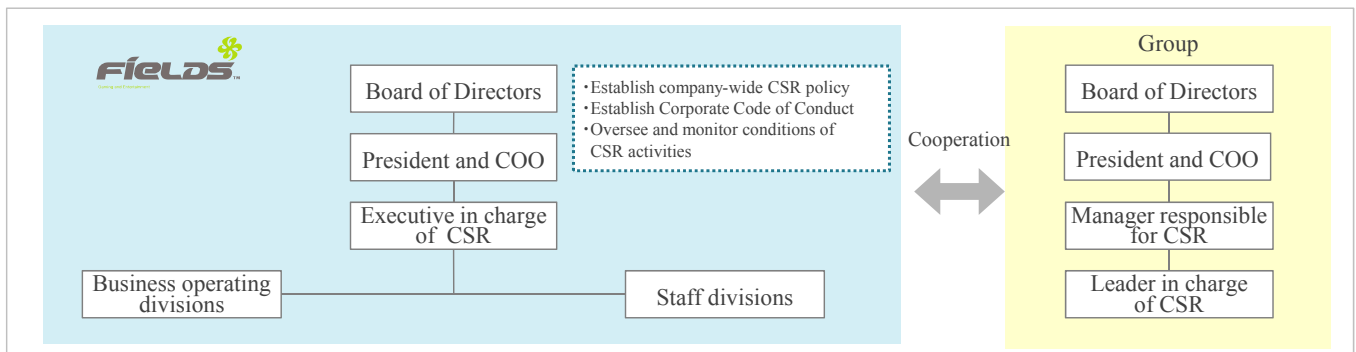 FIELDS
Board of Directors
・Establish company-wide CSR policy
・Establish Corporate Code of Conduct
・Oversee and monitor conditions of
CSR activities
President and COO
Executive in charge
of CSR
Business operating
divisions
Staff divisions
Cooperation
Group
Board of Directors
President and COO
Manager responsible
for CSR
Leader in charge
of CSR